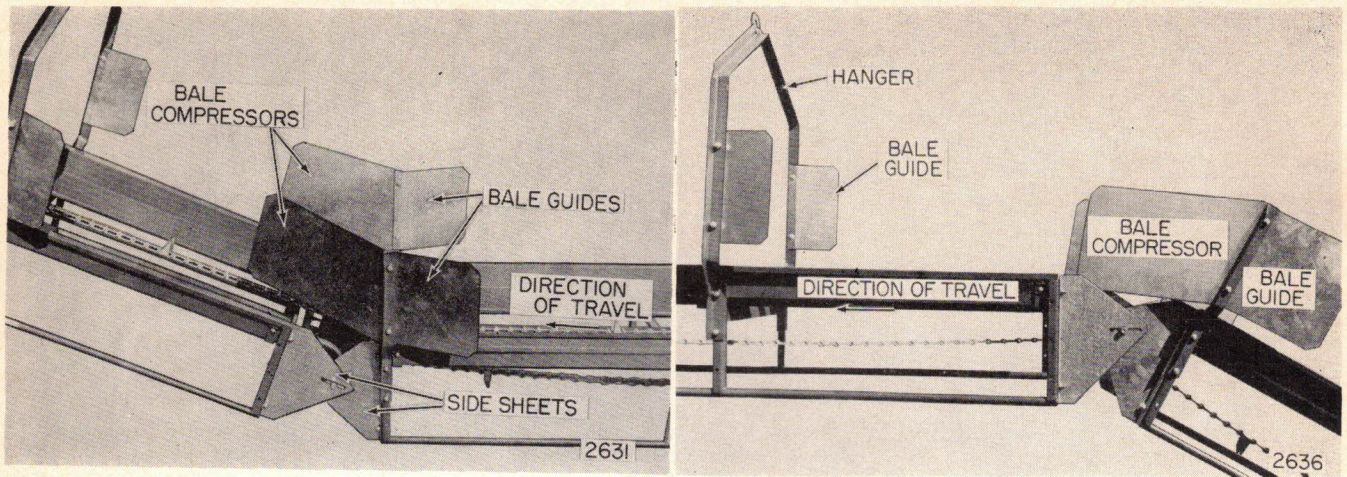 BALE
COMPRESSORS
BALE GUIDES
DIRECTION
OF TRAVEL
SIDE SHEETS
2631
HANGER
BALE
GUIDE
BALE
COMPRESSOR
BALE
GUIDE
DIRECTION OF TRAVEL
2636